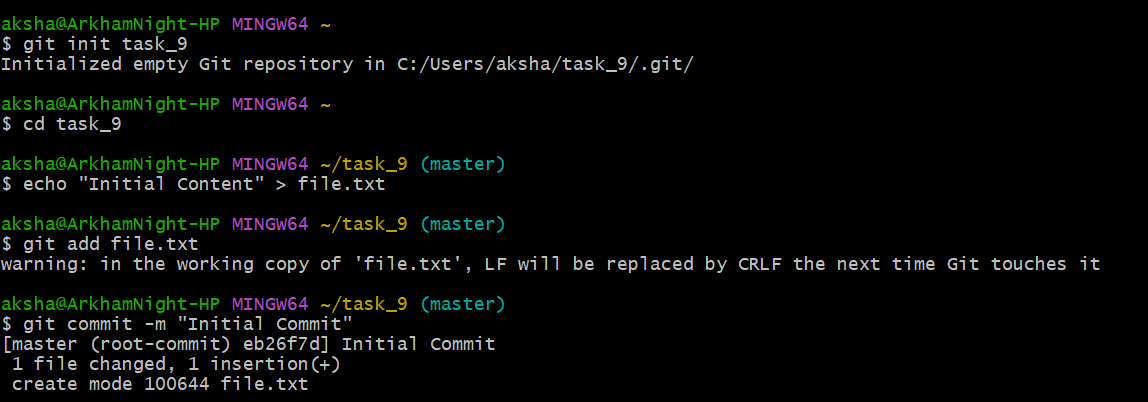 aksha@ArkhamNight-HP MINGW64 ~
$ git init task_9
Initialized empty Git repository in C:/Users/aksha/task_9/.git/
aksha@ArkhamNight-HP MINGW64 ~
$ cd task_9
aksha@ArkhamNight-HP MINGW64 ~/task_9 (master)
$ echo "Initial Content" > file.txt
aksha@ArkhamNight-HP MINGW64 ~/task_9 (master)
$ git add file.txt
warning: in the working copy of 'file.txt', LF will be replaced by CRLF the next time Git touches it
aksha@ArkhamNight-HP MINGW64 ~/task_9 (master)
$ git commit -m "Initial Commit"
[master (root-commit) eb26f7d] Initial Commit
 1 file changed, 1 insertion(+)
 create mode 100644 file.txt